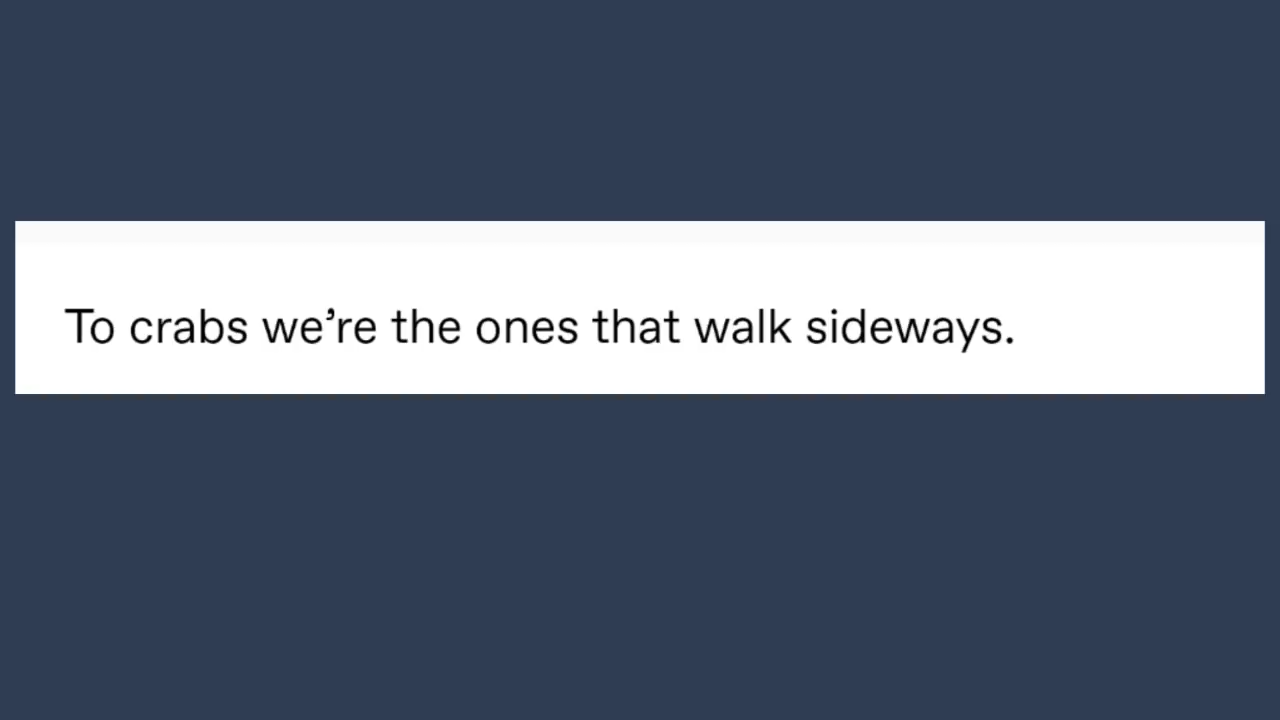 To crabs we’re the ones that walk sideways.